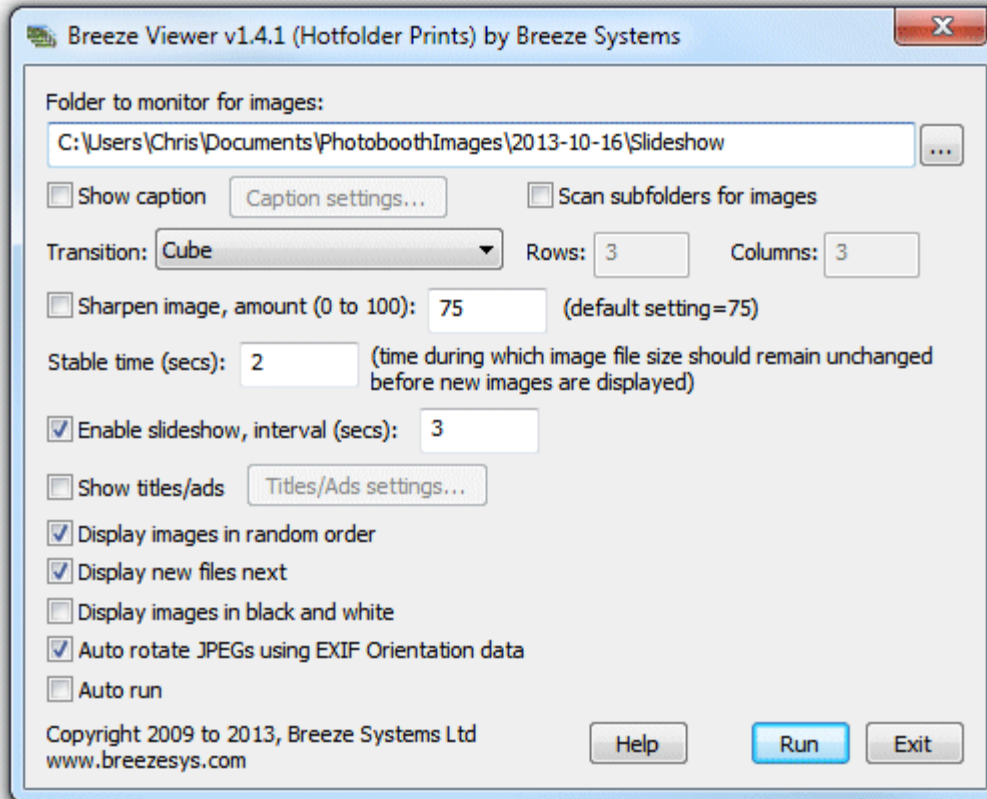 Breeze Viewer v1.4.1 (Hotfolder Prints) by Breeze Systems
Folder to monitor for images:
C:\Users\Chris\Documents\PhotoboothImages\2013-10-16\Slideshow ...
Show caption Caption settings... Scan subfolders for images
Transition: Cube Rows: 3 Columns: 3
Sharpen image, amount (0 to 100): 75 (default setting=75)
Stable time (secs): 2 (time during which image file size should remain unchanged
before new images are displayed)
Enable slideshow, interval (secs): 3
Show titles/ads Titles/Ads settings...
Display images in random order
Display new files next
Display images in black and white
Auto rotate JPEGs using EXIF Orientation data
Auto run
Copyright 2009 to 2013, Breeze Systems Ltd
www.breezesys.com
Help Run Exit